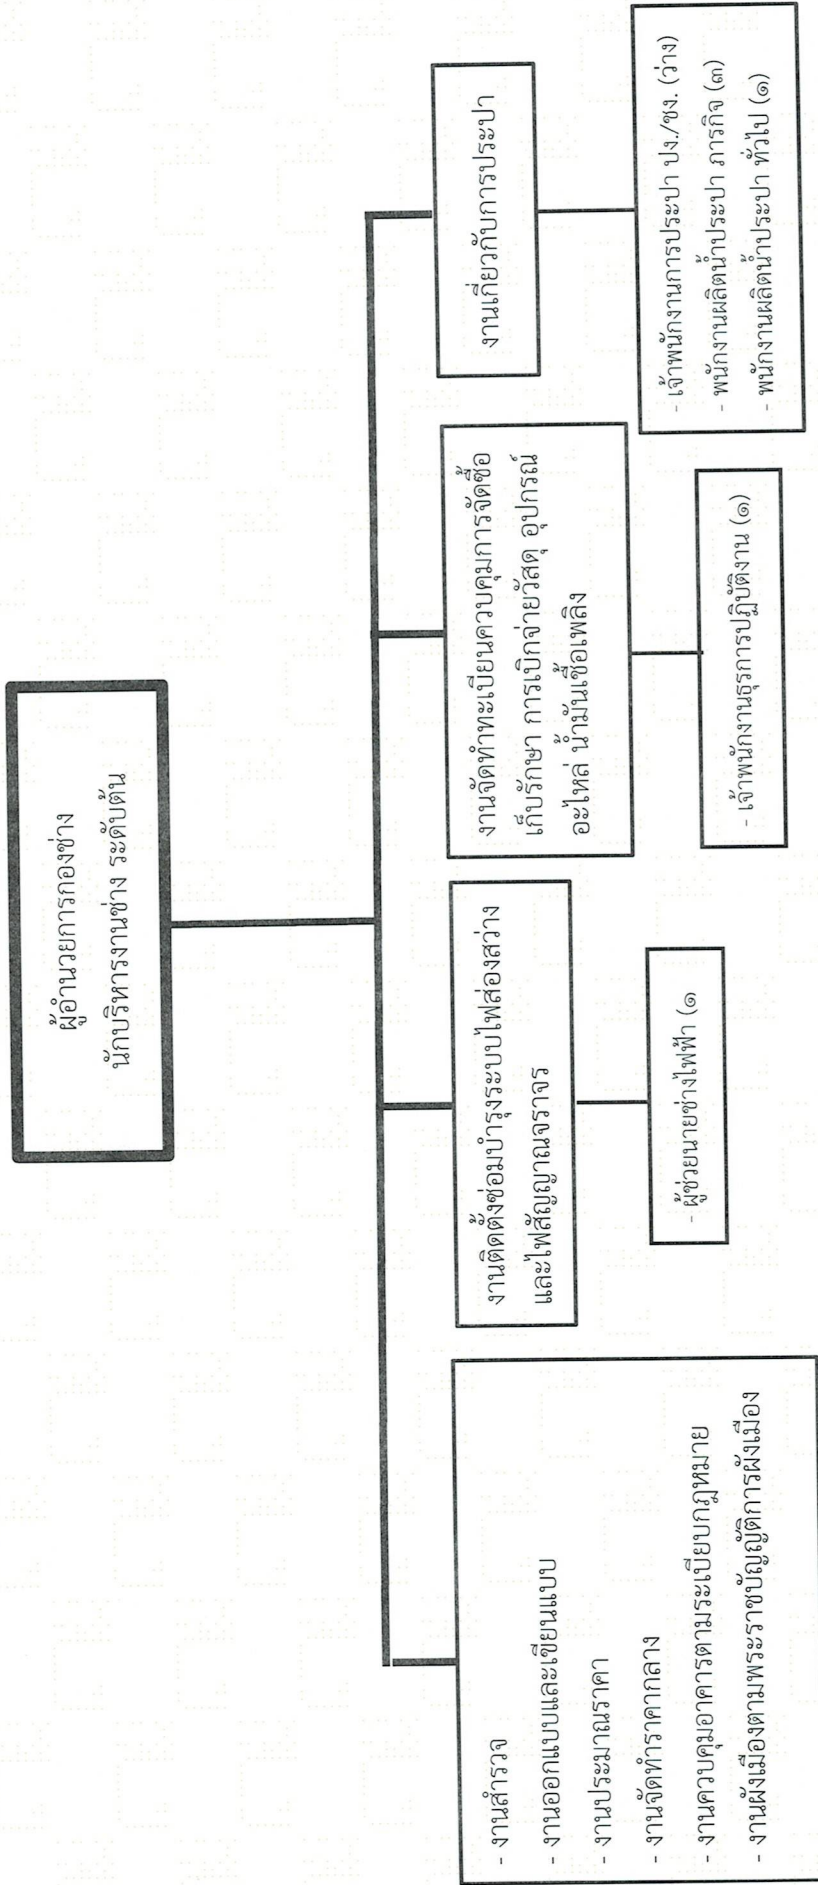 ผู้อำนวยการกองช่าง
นักบริหารงานช่าง ระดับต้น
- งานสำรวจ
- งานออกแบบและเขียนแบบ
- งานประมาณราคา
- งานจัดทำราคากลาง
- งานควบคุมอาคารตามระเบียบกฎหมาย
- งานผังเมืองตามพระราชบัญญัติการผังเมือง
งานติดตั้งซ่อมบำรุงระบบไฟส่องสว่าง
และไฟสัญญาณจราจร
- ผู้ช่วยนายช่างไฟฟ้า (๑
งานจัดทำทะเบียนควบคุมการจัดซื้อ
เก็บรักษา การเบิกจ่ายวัสดุ อุปกรณ์
อะไหล่ น้ำมันเชื้อเพลิง
- เจ้าพนักงานธุรการปฏิบัติงาน (๑)
งานเกี่ยวกับการประปา
- เจ้าพนักงานการประปา ปง./ชง. (ว่าง)
- พนักงานผลิตน้ำประปา ภารกิจ (๓)
- พนักงานผลิตน้ำประปา ทั่วไป (๑)